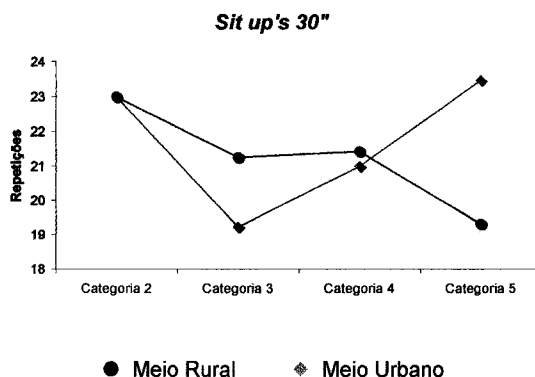 Sit up's 30"
Repetições
24
23
22
21
20
19
18
Categoria 2 Categoria 3 Categoria 4 Categoria 5
Meio Rural Meio Urbano